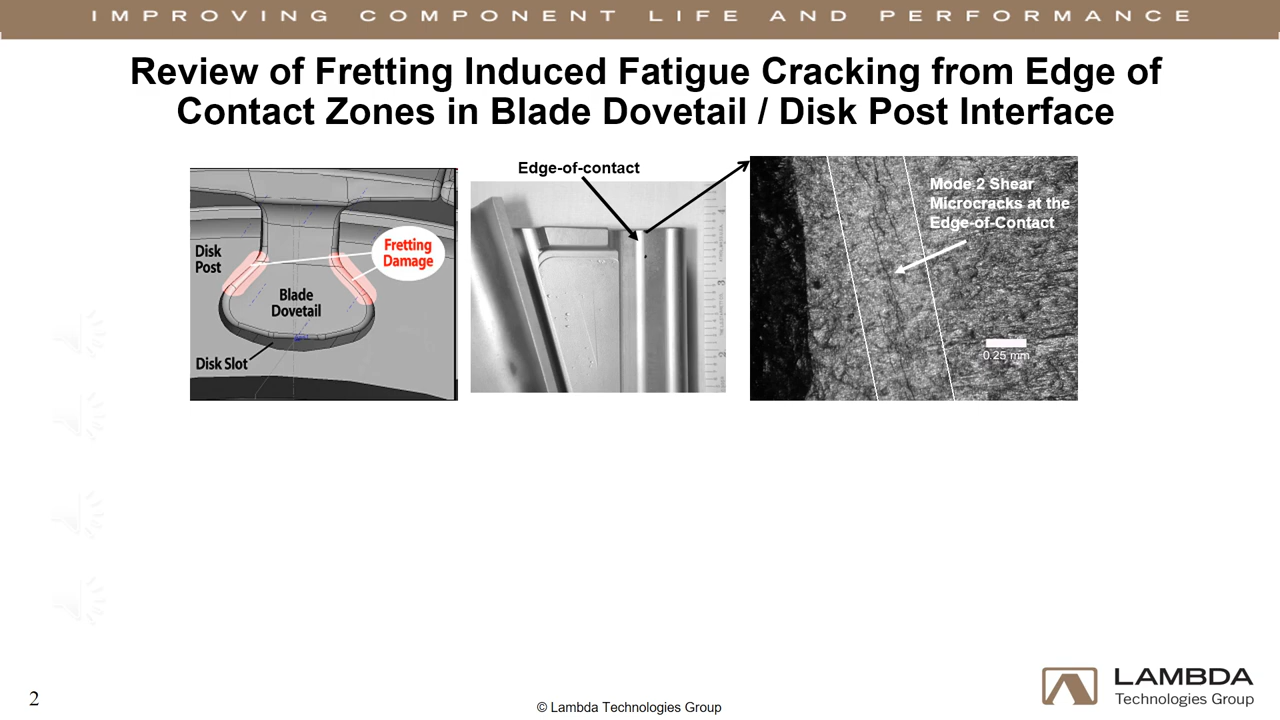 IMPROVING COMPONENT LIFE AND PERFORMANCE
Review of Fretting Induced Fatigue Cracking from Edge of
Contact Zones in Blade Dovetail / Disk Post Interface
Disk
Post
Fretting
Damage
Blade
Dovetail
Disk Slot
Edge-of-contact
Mode 2 Shear
Microcracks at the
Edge-of-Contact
0.25 mm
2
© Lambda Technologies Group
LAMBDA
Technologies Group